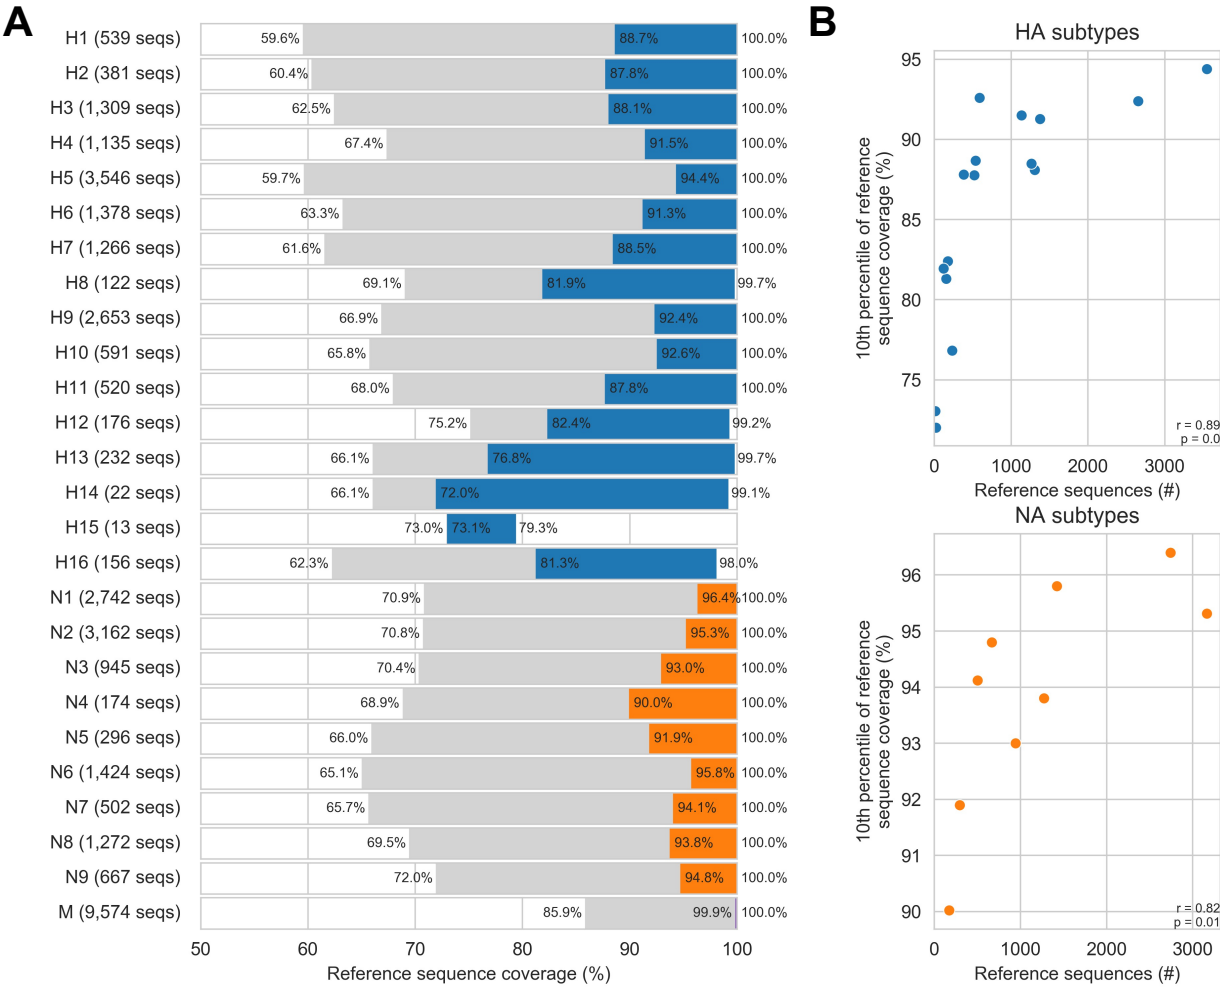 A
H1 (539 seqs) 59.6% 88.7% 100.0%
H2 (381 seqs) 60.4% 87.8% 100.0%
H3 (1,309 seqs) 62.5% 88.1% 100.0%
H4 (1,135 seqs) 67.4% 91.5% 100.0%
H5 (3,546 seqs) 59.7% 94.4% 100.0%
H6 (1,378 seqs) 63.3% 91.3% 100.0%
H7 (1,266 seqs) 61.6% 88.5% 100.0%
H8 (122 seqs) 69.1% 81.9% 99.7%
H9 (2,653 seqs) 66.9% 92.4% 100.0%
H10 (591 seqs) 65.8% 92.6% 100.0%
H11 (520 seqs) 68.0% 87.8% 100.0%
H12 (176 seqs) 75.2% 82.4% 99.2%
H13 (232 seqs) 66.1% 76.8% 99.7%
H14 (22 seqs) 66.1% 72.0% 99.1%
H15 (13 seqs) 73.0% 73.1% 79.3%
H16 (156 seqs) 62.3% 81.3% 98.0%
N1 (2,742 seqs) 70.9% 96.4% 100.0%
N2 (3,162 seqs) 70.8% 95.3% 100.0%
N3 (945 seqs) 70.4% 93.0% 100.0%
N4 (174 seqs) 68.9% 90.0% 100.0%
N5 (296 seqs) 66.0% 91.9% 100.0%
N6 (1,424 seqs) 65.1% 95.8% 100.0%
N7 (502 seqs) 65.7% 94.1% 100.0%
N8 (1,272 seqs) 69.5% 93.8% 100.0%
N9 (667 seqs) 72.0% 94.8% 100.0%
M (9,574 seqs) 85.9% 99.9% 100.0%
50 60 70 80 90 100
Reference sequence coverage (%)
B
HA subtypes
10th percentile of reference
sequence coverage (%)
95
90
85
80
75
r = 0.89
p = 0.0
0 1000 2000 3000
Reference sequences (#)
NA subtypes
10th percentile of reference
sequence coverage (%)
96
95
94
93
92
91
90
r = 0.82
p = 0.01
0 1000 2000 3000
Reference sequences (#)